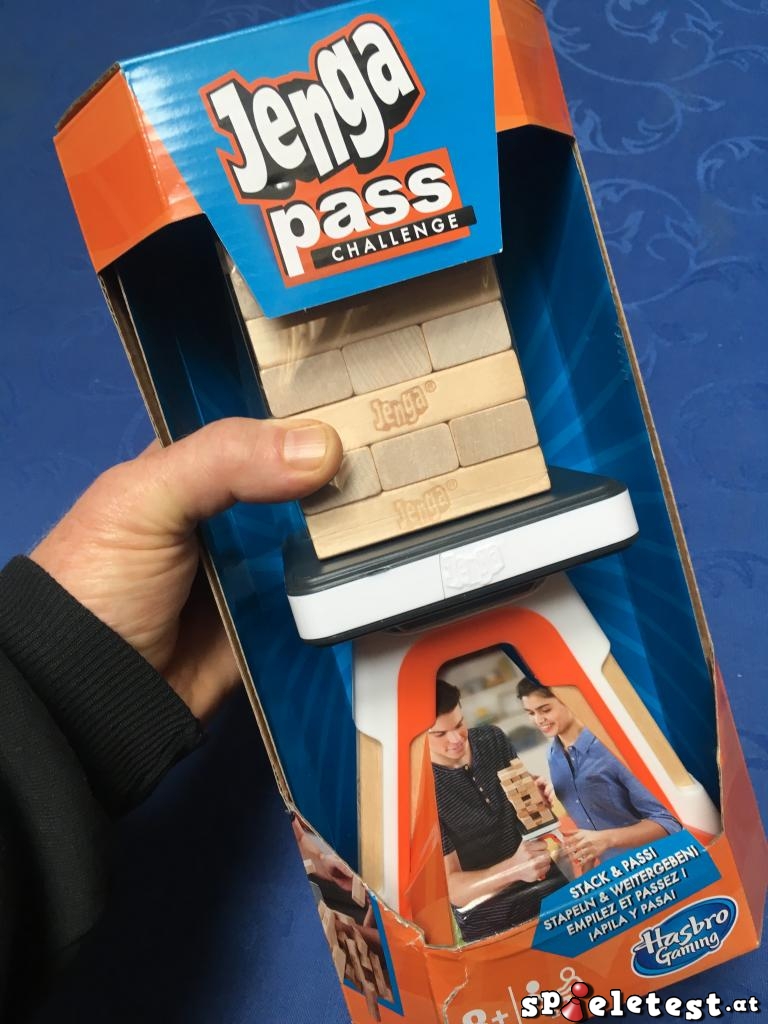 Jenga
pass
CHALLENGE
Jenga®
Jenga®
Jenga
STACK & PASS!
STAPELN & WEITERGEBEN!
EMPILEZ ET PASSEZ !
¡APILA Y PASA!
Hasbro
Gaming
8+
spieletest.at